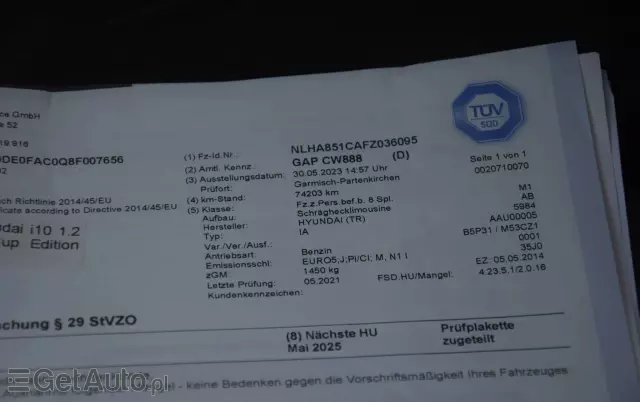 ce GmbH
e 52
19 916
DE0FAC0Q8F007656
02
ch Richtlinie 2014/45/EU
icate according to Directive 2014/45/EU
dai i10 1.2
up Edition
TÜV
SÜD
(1) Fz-Id.Nr.: NLHA851CAFZ036095
(2) Amtl. Kennz.: GAP CW888 (D)
(3) Ausstellungsdatum: 30.05.2023 14:57 Uhr Seite 1 von 1
Prüfort: Garmisch-Partenkirchen 0020710070
(4) km-Stand: 74203 km
(5) Klasse: Fz.z.Pers.bef.b. 8 Spl. M1
Aufbau: Schräghecklimousine AB
Hersteller: HYUNDAI (TR) 5984
Typ: IA AAU00005
Var./Ver./Ausf.: B5P31 / M53CZ1
Antriebsart: Benzin 0001
Emissionsschl: EURO5;J;PI/CI; M, N1 I 35J0
zGM: 1450 kg EZ: 05.05.2014
Letzte Prüfung: 05.2021 FSD.HU/Mangel: 4.23.5.1/2.0.16
Kundenkennzeichen:
chung § 29 StVZO
(8) Nächste HU
Mai 2025
Prüfplakette
zugeteilt
- keine Bedenken gegen die Vorschriftsmäßigkeit Ihres Fahrzeuges
GetAuto.pl